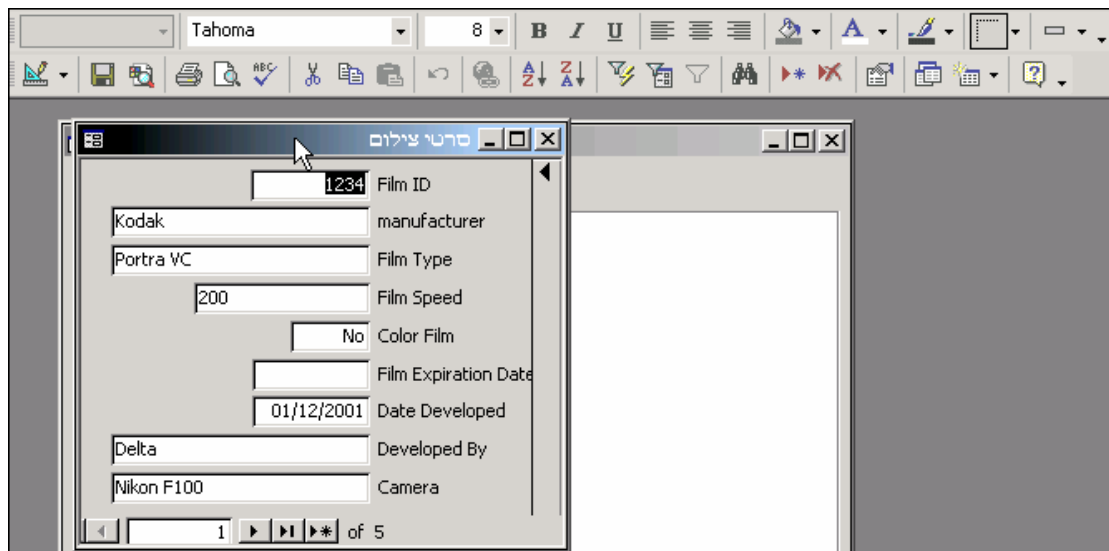 Tahoma 8 B I U A
ABC
סרטי צילום
1234 Film ID
Kodak manufacturer
Portra VC Film Type
200 Film Speed
No Color Film
Film Expiration Date
01/12/2001 Date Developed
Delta Developed By
Nikon F100 Camera
1 of 5